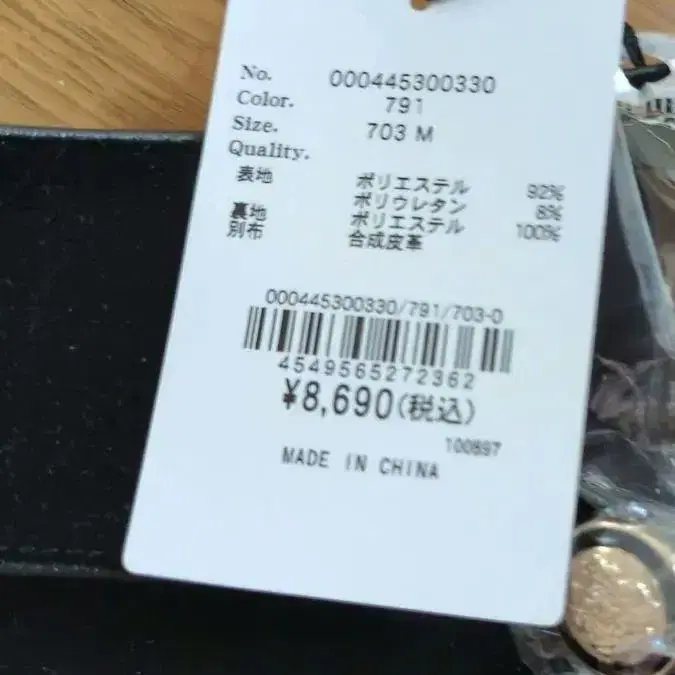 No. 000445300330
Color. 791
Size. 703 M
Quality.
表地 ポリエステル 92%
ポリウレタン 8%
裏地 ポリエステル 100%
別布 合成皮革
000445300330/791/703-0
4549565272362
¥8,690(税込)
100897
MADE IN CHINA